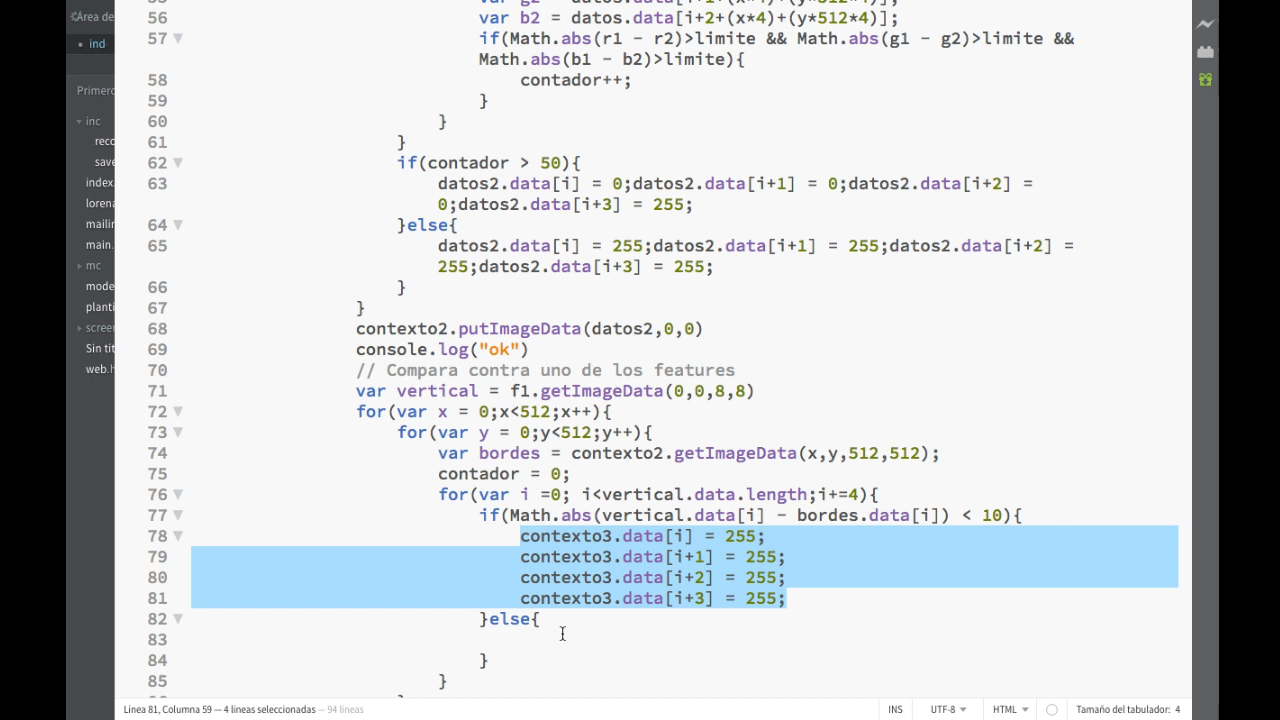 Área de
ind
Primero
inc
reco
save
index.
lorena
mailin
main.
mc
mode
planti
screen
Sin tit
web.h
56 var b2 = datos.data[i+2+(x*4)+(y*512*4)];
57 if(Math.abs(r1 - r2)>limite && Math.abs(g1 - g2)>limite &&
Math.abs(b1 - b2)>limite){
58 contador++;
59 }
60 }
61 }
62 if(contador > 50){
63 datos2.data[i] = 0;datos2.data[i+1] = 0;datos2.data[i+2] =
0;datos2.data[i+3] = 255;
64 }else{
65 datos2.data[i] = 255;datos2.data[i+1] = 255;datos2.data[i+2] =
255;datos2.data[i+3] = 255;
66 }
67 }
68 contexto2.putImageData(datos2,0,0)
69 console.log("ok")
70 // Compara contra uno de los features
71 var vertical = f1.getImageData(0,0,8,8)
72 for(var x = 0;x<512;x++){
73 for(var y = 0;y<512;y++){
74 var bordes = contexto2.getImageData(x,y,512,512);
75 contador = 0;
76 for(var i =0; i<vertical.data.length;i+=4){
77 if(Math.abs(vertical.data[i] - bordes.data[i]) < 10){
78 contexto3.data[i] = 255;
79 contexto3.data[i+1] = 255;
80 contexto3.data[i+2] = 255;
81 contexto3.data[i+3] = 255;
82 }else{
83
84 }
85 }
Línea 81, Columna 59 — 4 líneas seleccionadas — 94 líneas
INS UTF-8 HTML Tamaño del tabulador: 4